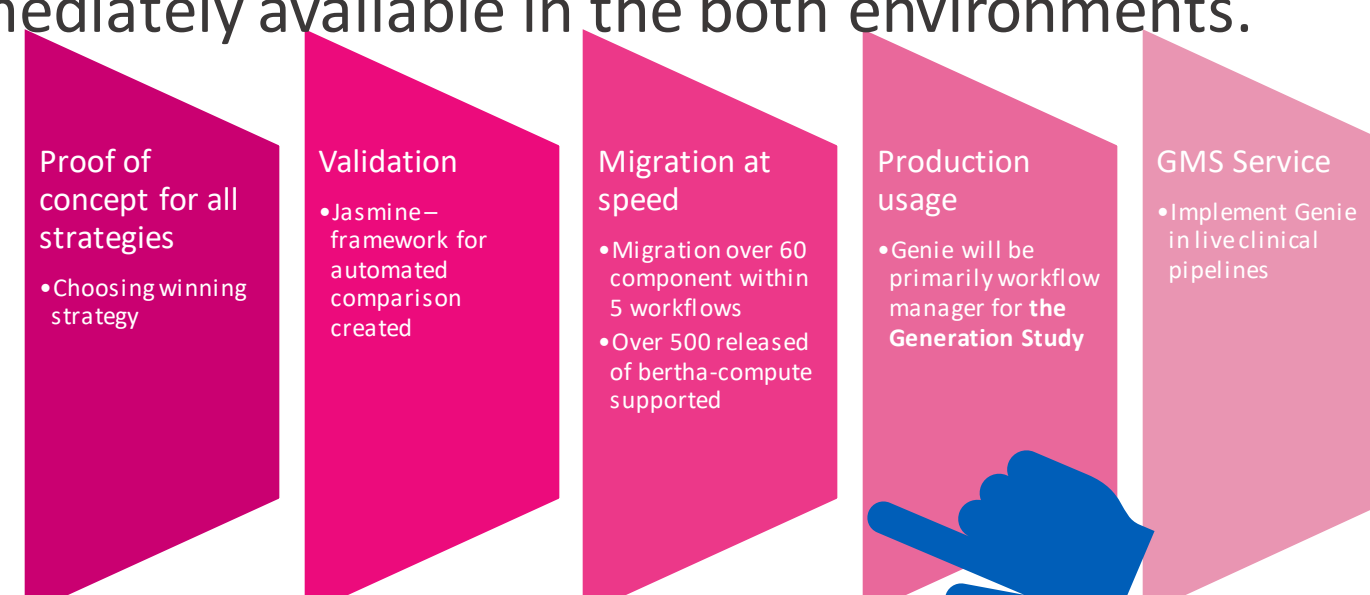 mediately available in the both environments.
Proof of
concept for all
strategies
•Choosing winning
strategy
Validation
•Jasmine–
framework for
automated
comparison
created
Migration at
speed
•Migration over 60
component within
5 workflows
•Over 500 released
of bertha-compute
supported
Production
usage
•Genie will be
primarily workflow
manager for the
Generation Study
GMS Service
•Implement Genie
in live clinical
pipelines